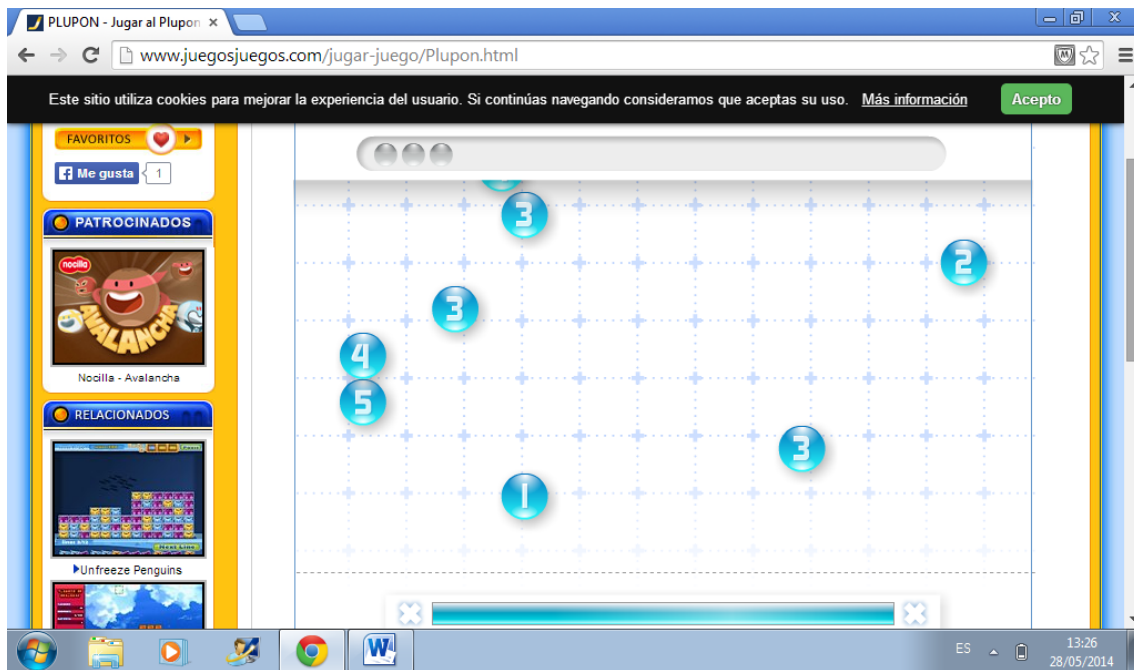 PLUPON - Jugar al Plupon
www.juegosjuegos.com/jugar-juego/Plupon.html
Este sitio utiliza cookies para mejorar la experiencia del usuario. Si continúas navegando consideramos que aceptas su uso. Más información Acepto
FAVORITOS
Me gusta 1
PATROCINADOS
nocilla
AVALANCHA
Nocilla - Avalancha
RELACIONADOS
Unfreeze Penguins
3
2
3
4
5
3
1
W
ES 13:26
28/05/2014